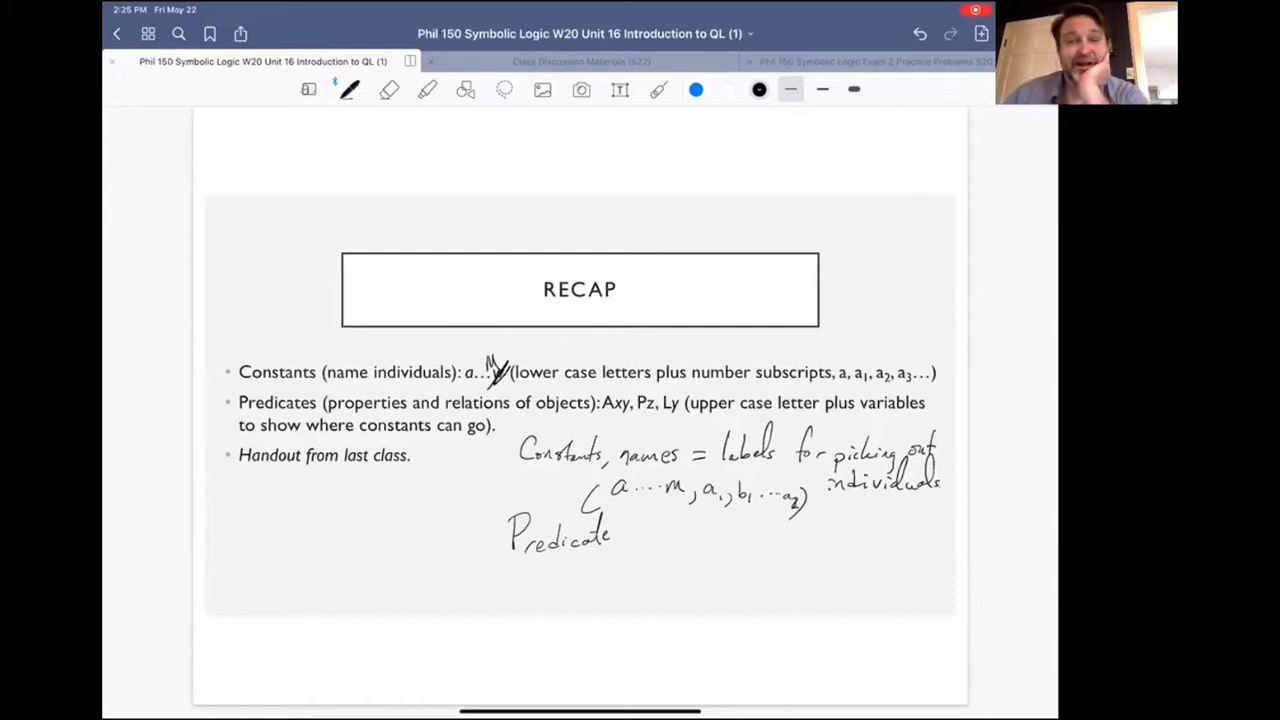 2:25 PM Fri May 22
Phil 150 Symbolic Logic W20 Unit 16 Introduction to QL (1)
Phil 150 Symbolic Logic W20 Unit 16 Introduction to QL (1) Class Discussion Materials (522) Phil 150 Symbolic Logic Exam 2 Practice Problems 520
RECAP
• Constants (name individuals): a... m (lower case letters plus number subscripts, a, a₁, a₂, a₃…)
• Predicates (properties and relations of objects): Axy, Pz, Ly (upper case letter plus variables
to show where constants can go).
• Handout from last class.
Constants, names = labels for picking out
individuals
(a....m, a₁, b₁ ...a₂)
Predicate